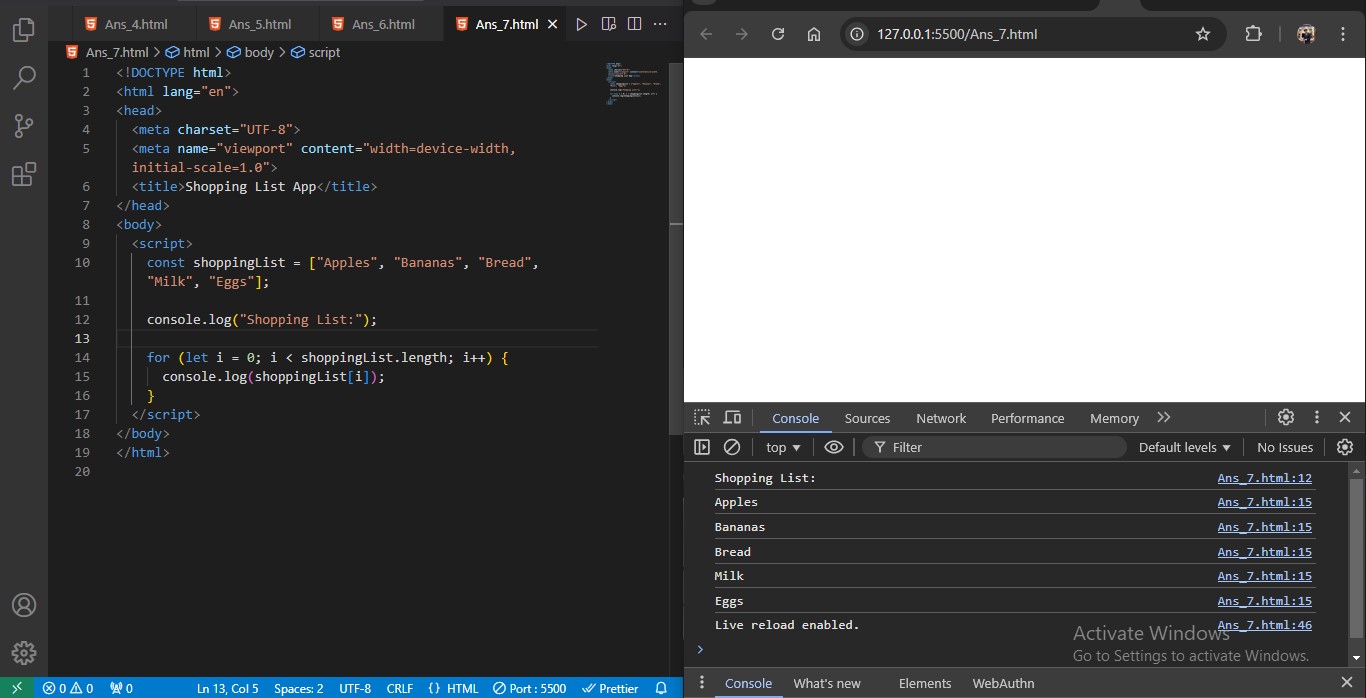 Ans_4.html
Ans_5.html
Ans_6.html
Ans_7.html
Ans_7.html > html > body > script
1 <!DOCTYPE html>
2 <html lang="en">
3 <head>
4 <meta charset="UTF-8">
5 <meta name="viewport" content="width=device-width,
initial-scale=1.0">
6 <title>Shopping List App</title>
7 </head>
8 <body>
9 <script>
10 const shoppingList = ["Apples", "Bananas", "Bread",
"Milk", "Eggs"];
11
12 console.log("Shopping List:");
13
14 for (let i = 0; i < shoppingList.length; i++) {
15 console.log(shoppingList[i]);
16 }
17 </script>
18 </body>
19 </html>
20
0 0 0 Ln 13, Col 5 Spaces: 2 UTF-8 CRLF {} HTML Port : 5500 Prettier
127.0.0.1:5500/Ans_7.html
Console Sources Network Performance Memory
top Filter Default levels No Issues
Shopping List: Ans_7.html:12
Apples Ans_7.html:15
Bananas Ans_7.html:15
Bread Ans_7.html:15
Milk Ans_7.html:15
Eggs Ans_7.html:15
Live reload enabled. Ans_7.html:46
Activate Windows
Go to Settings to activate Windows.
Console What's new Elements WebAuthn